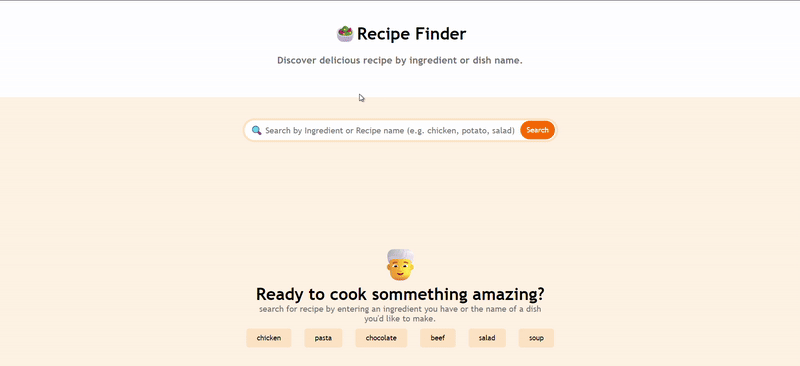 Recipe Finder
Discover delicious recipe by ingredient or dish name.
Search by Ingredient or Recipe name (e.g. chicken, potato, salad)
Search
Ready to cook sommething amazing?
search for recipe by entering an ingredient you have or the name of a dish
you'd like to make.
chicken
pasta
chocolate
beef
salad
soup